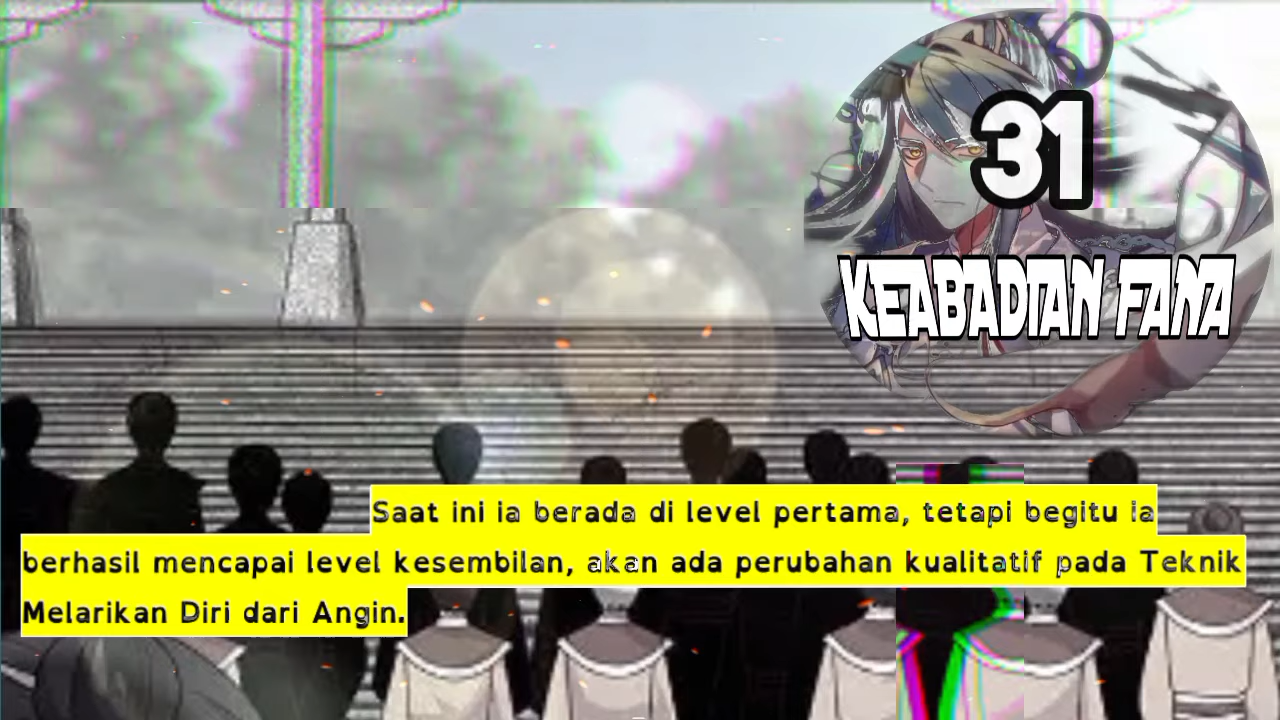 31
KEABADIAN FANA
Saat ini ia berada di level pertama, tetapi begitu ia
berhasil mencapai level kesembilan, akan ada perubahan kualitatif pada Teknik
Melarikan Diri dari Angin.